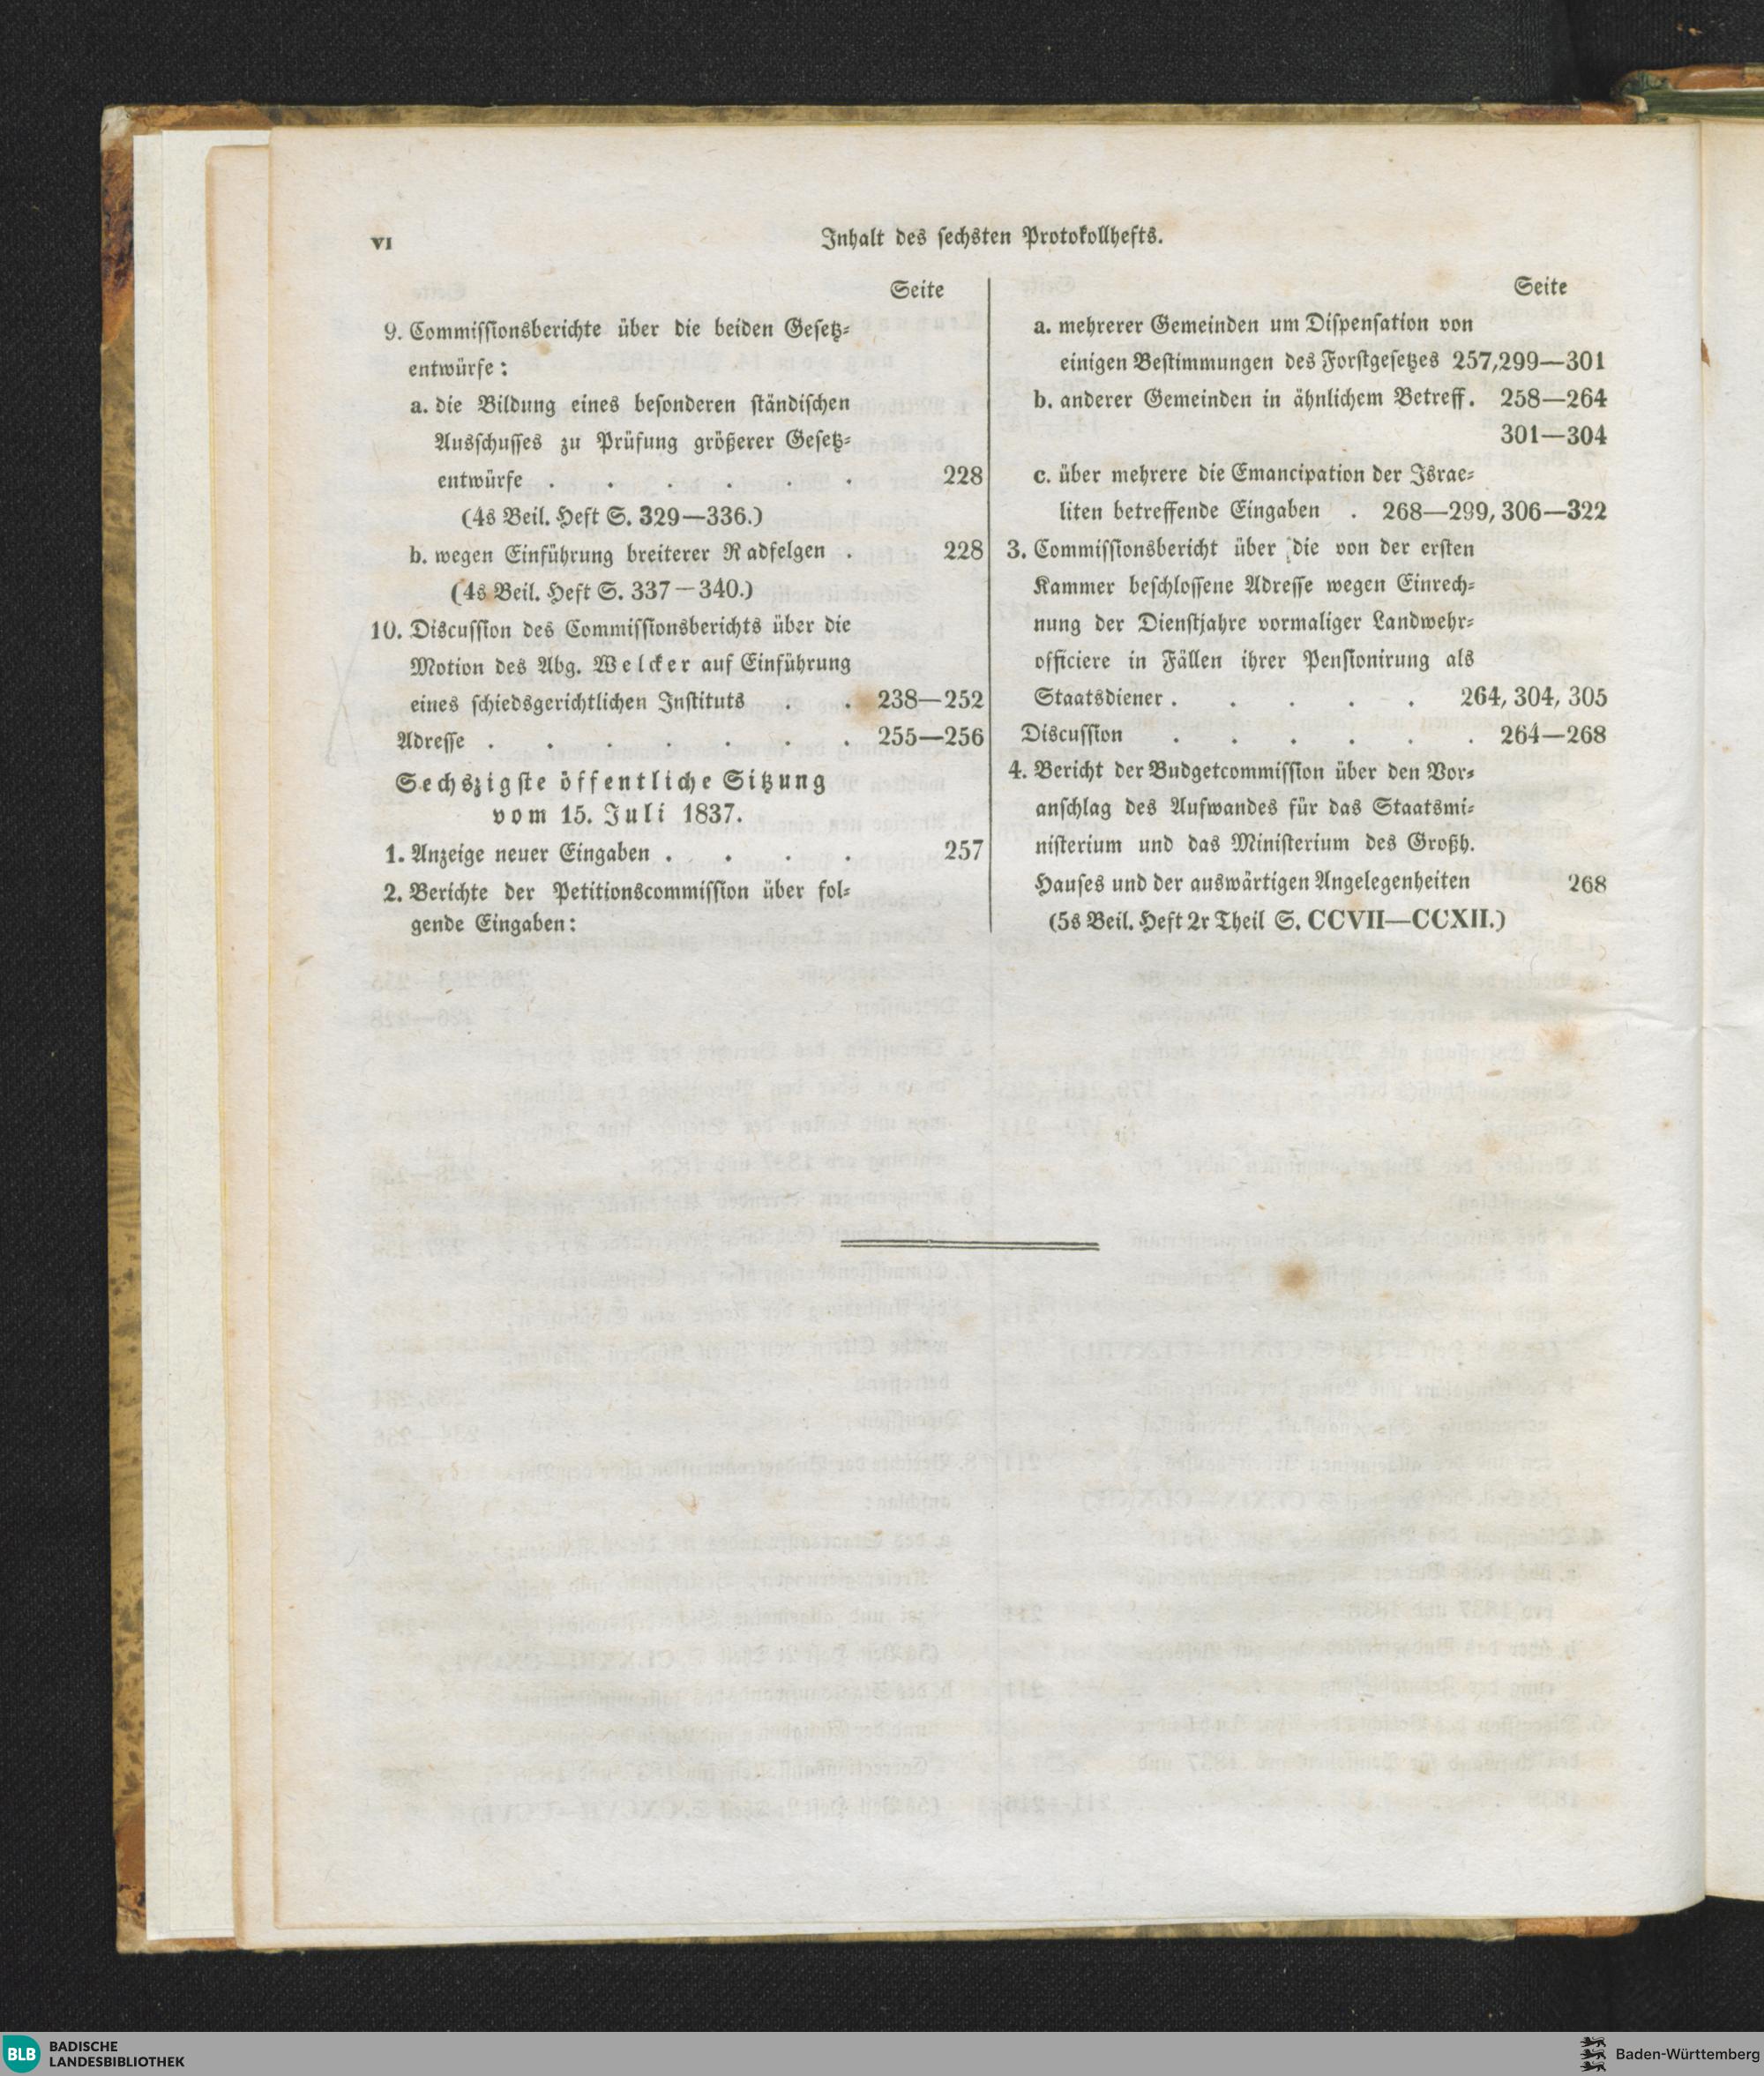 VI
Inhalt des sechsten Protokollhefts.
Seite
9. Commissionsberichte über die beiden Gesetz-
entwürfe:
a. die Bildung eines besonderen ständischen
Ausschusses zu Prüfung größerer Gesetz-
entwürfe . . . . . . 228
(4s Beil. Heft S. 329—336.)
b. wegen Einführung breiterer Radfelgen . 228
(4s Beil. Heft S. 337—340.)
10. Discussion des Commissionsberichts über die
Motion des Abg. Welcker auf Einführung
eines schiedsgerichtlichen Instituts . . 238—252
Adresse . . . . . . . 255—256
Sechszigste öffentliche Sitzung
vom 15. Juli 1837.
1. Anzeige neuer Eingaben . . . . 257
2. Berichte der Petitionscommission über fol-
gende Eingaben:
Seite
a. mehrerer Gemeinden um Dispensation von
einigen Bestimmungen des Forstgesetzes 257,299—301
b. anderer Gemeinden in ähnlichem Betreff. 258—264
301—304
c. über mehrere die Emancipation der Israe-
liten betreffende Eingaben . 268—299, 306—322
3. Commissionsbericht über die von der ersten
Kammer beschlossene Adresse wegen Einrech-
nung der Dienstjahre vormaliger Landwehr-
officiere in Fällen ihrer Pensionirung als
Staatsdiener . . . . . 264, 304, 305
Discussion . . . . . . 264—268
4. Bericht der Budgetcommission über den Vor-
anschlag des Aufwandes für das Staatsmi-
nisterium und das Ministerium des Großh.
Hauses und der auswärtigen Angelegenheiten 268
(5s Beil. Heft 2r Theil S. CCVII—CCXII.)
BLB BADISCHE
LANDESBIBLIOTHEK
Baden-Württemberg